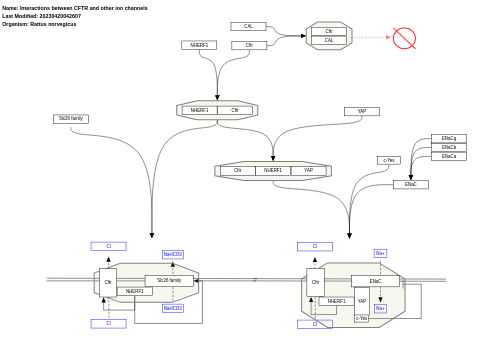 Name: Interactions between CFTR and other ion channels
Last Modified: 20230420042607
Organism: Rattus norvegicus
CAL
NHERF1
Cftr
Cftr
CAL
NHERF1
Cftr
Slc26 family
YAP
Cftr
NHERF1
YAP
c-Yes
ENaCg
ENaCb
ENaCa
ENaC
Cl
NaHCO3
Cftr
Slc26 family
NHERF1
NaHCO3
Cl
Cl
Na+
Cftr
ENaC
NHERF1
YAP
Na+
c-Yes
Cl